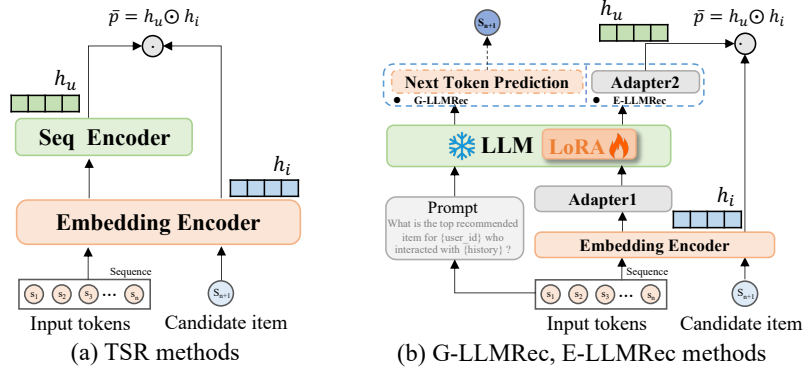 p̄ = h_u ⊙ h_i
h_u
Seq Encoder
h_i
Embedding Encoder
Sequence
s_1 s_2 s_3 ··· s_n
S_{n+1}
Input tokens
Candidate item
(a) TSR methods
S_{n+1}
h_u
p̄ = h_u ⊙ h_i
Next Token Prediction
Adapter2
● G-LLMRec
● E-LLMRec
LLM
LoRA
Prompt
What is the top recommended
item for {user_id} who
interacted with {history} ?
Adapter1
h_i
Embedding Encoder
Sequence
s_1 s_2 s_3 ··· s_n
S_{n+1}
Input tokens
Candidate item
(b) G-LLMRec, E-LLMRec methods